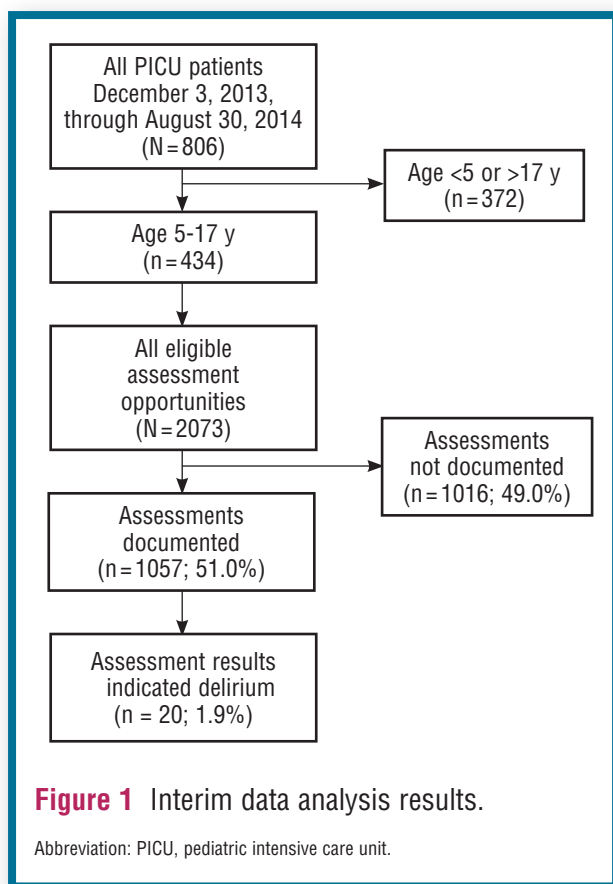 All PICU patients
December 3, 2013,
through August 30, 2014
(N=806)
Age <5 or >17 y
(n=372)
Age 5-17 y
(n=434)
All eligible
assessment
opportunities
(N=2073)
Assessments
not documented
(n=1016; 49.0%)
Assessments
documented
(n=1057; 51.0%)
Assessment results
indicated delirium
(n = 20; 1.9%)
Figure 1 Interim data analysis results.
Abbreviation: PICU, pediatric intensive care unit.